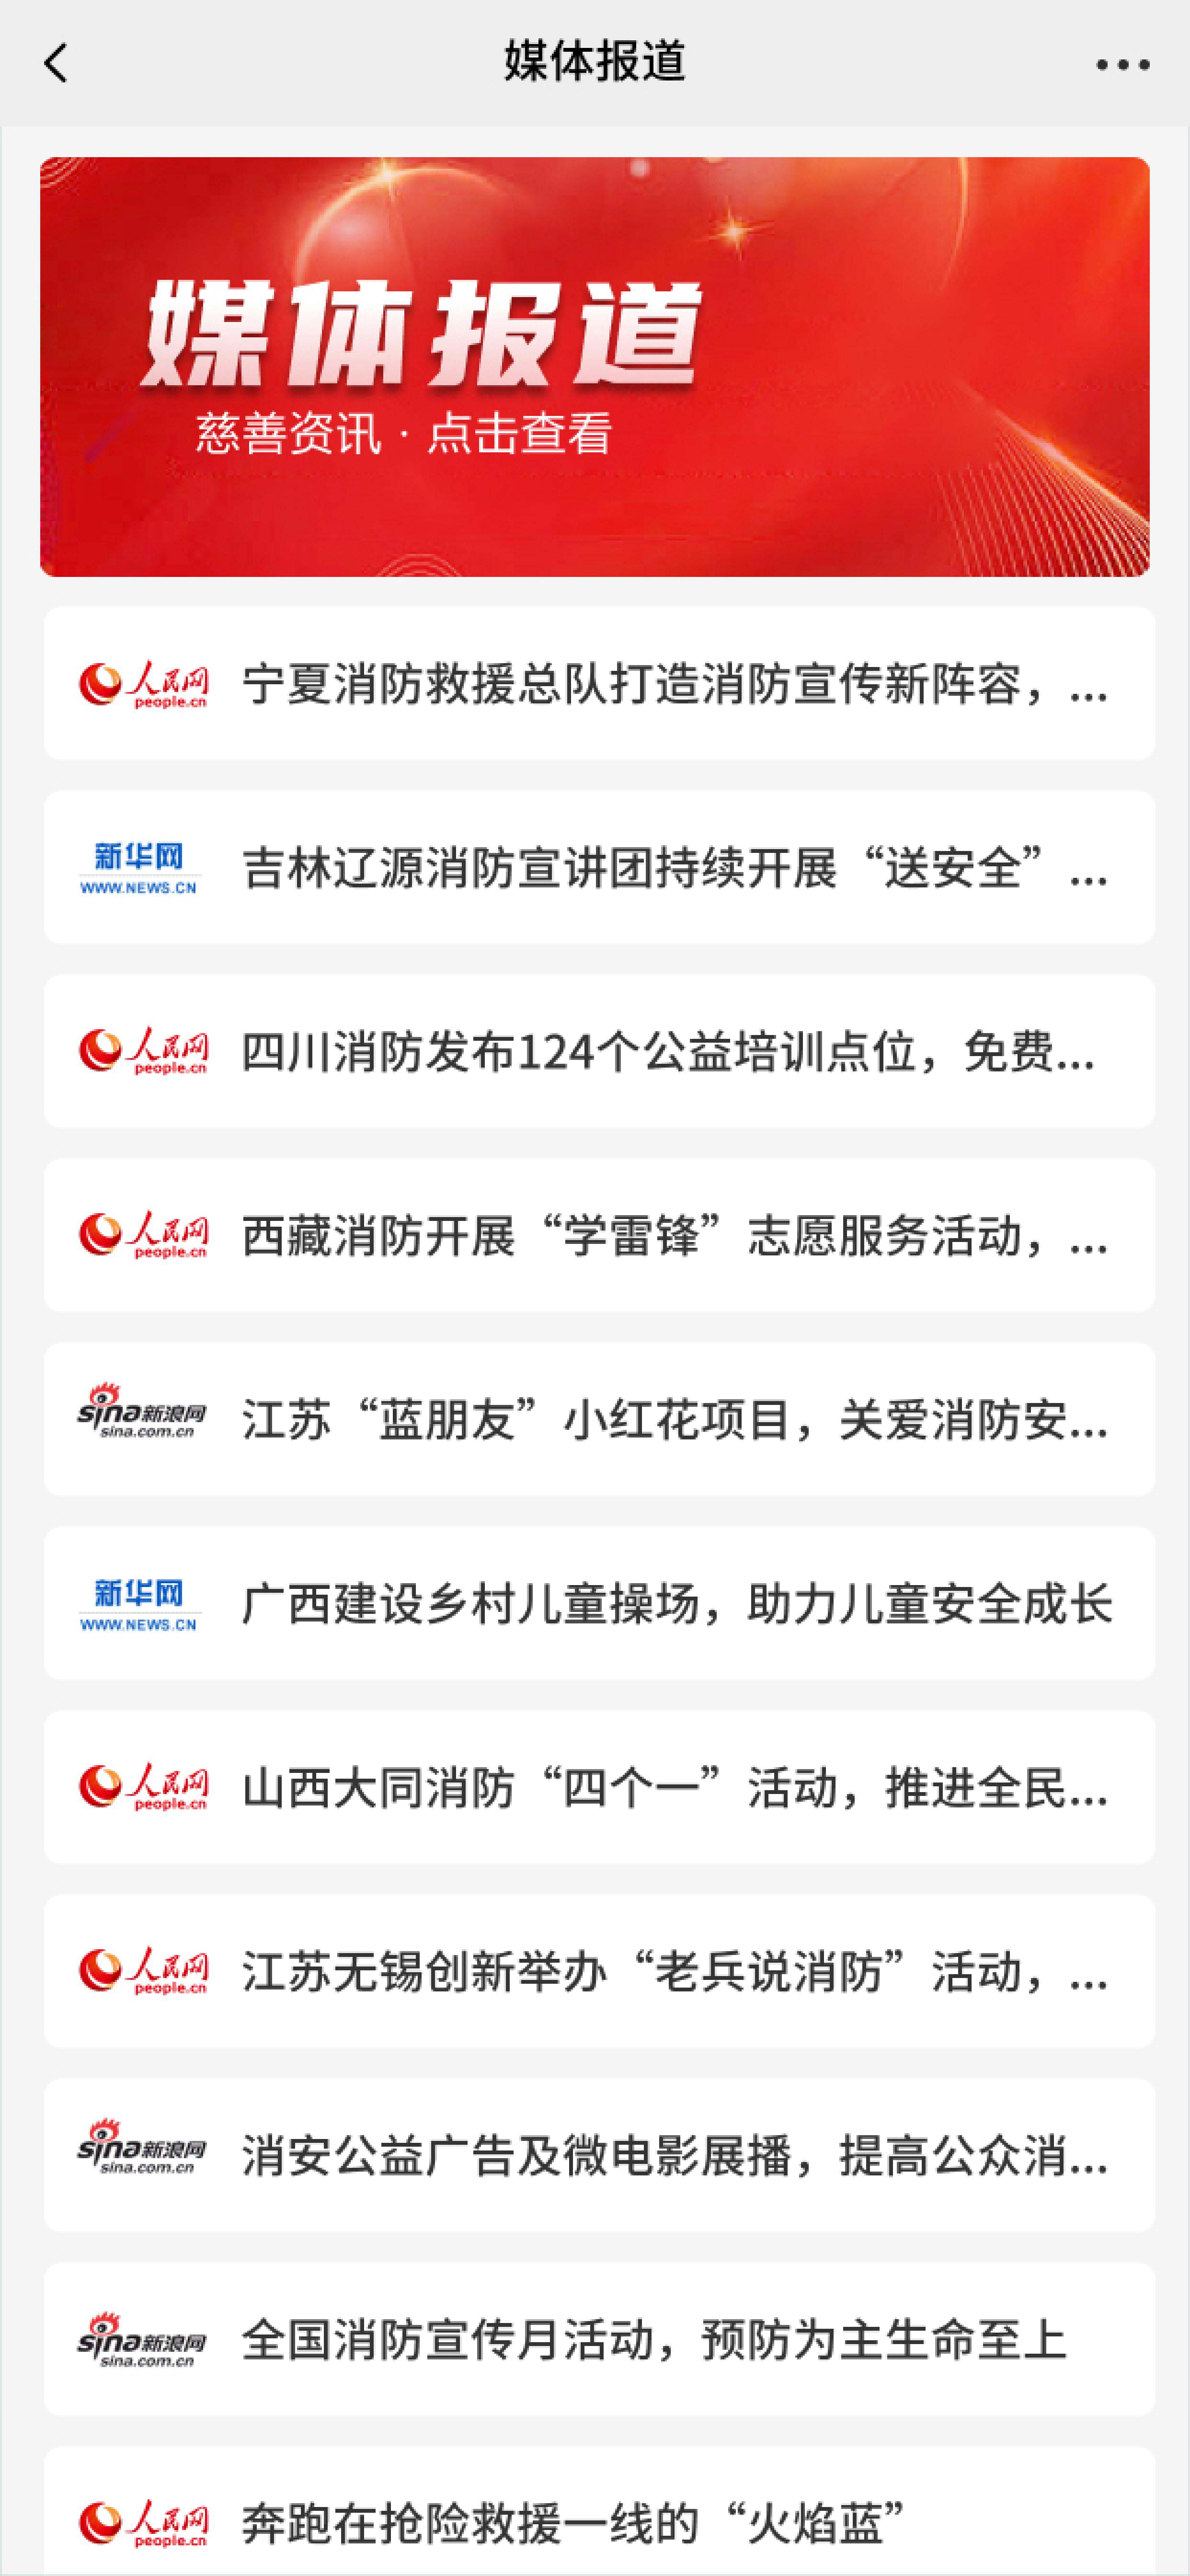 媒体报道
媒体报道
慈善资讯 · 点击查看
人民网
people.cn
宁夏消防救援总队打造消防宣传新阵容，...
新华网
WWW.NEWS.CN
吉林辽源消防宣讲团持续开展“送安全”...
人民网
people.cn
四川消防发布124个公益培训点位，免费...
人民网
people.cn
西藏消防开展“学雷锋”志愿服务活动，...
sina新浪网
sina.com.cn
江苏“蓝朋友”小红花项目，关爱消防安...
新华网
WWW.NEWS.CN
广西建设乡村儿童操场，助力儿童安全成长
人民网
people.cn
山西大同消防“四个一”活动，推进全民...
人民网
people.cn
江苏无锡创新举办“老兵说消防”活动，...
sina新浪网
sina.com.cn
消安公益广告及微电影展播，提高公众消...
sina新浪网
sina.com.cn
全国消防宣传月活动，预防为主生命至上
人民网
people.cn
奔跑在抢险救援一线的“火焰蓝”